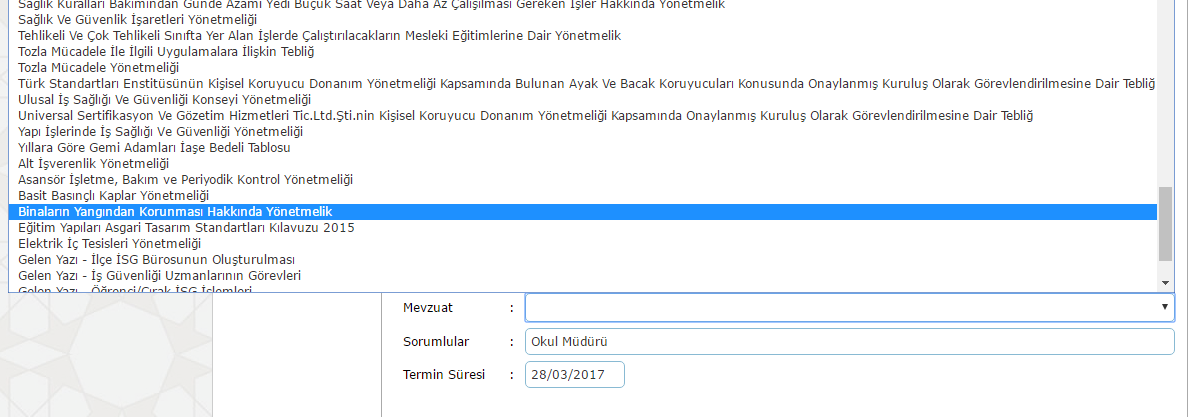 Sağlık Kuralları Bakımından Günde Azami Yedi Buçuk Saat Veya Daha Az Çalışılması Gereken İşler Hakkında Yönetmelik
Sağlık Ve Güvenlik İşaretleri Yönetmeliği
Tehlikeli Ve Çok Tehlikeli Sınıfta Yer Alan İşlerde Çalıştırılacakların Mesleki Eğitimlerine Dair Yönetmelik
Tozla Mücadele İle İlgili Uygulamalara İlişkin Tebliğ
Tozla Mücadele Yönetmeliği
Türk Standartları Enstitüsünün Kişisel Koruyucu Donanım Yönetmeliği Kapsamında Bulunan Ayak Ve Bacak Koruyucuları Konusunda Onaylanmış Kuruluş Olarak Görevlendirilmesine Dair Tebliğ
Ulusal İş Sağlığı Ve Güvenliği Konseyi Yönetmeliği
Universal Sertifikasyon Ve Gözetim Hizmetleri Tic.Ltd.Şti.nin Kişisel Koruyucu Donanım Yönetmeliği Kapsamında Onaylanmış Kuruluş Olarak Görevlendirilmesine Dair Tebliğ
Yapı İşlerinde İş Sağlığı Ve Güvenliği Yönetmeliği
Yıllara Göre Gemi Adamları İaşe Bedeli Tablosu
Alt İşverenlik Yönetmeliği
Asansör İşletme, Bakım ve Periyodik Kontrol Yönetmeliği
Basit Basınçlı Kaplar Yönetmeliği
Binaların Yangından Korunması Hakkında Yönetmelik
Eğitim Yapıları Asgari Tasarım Standartları Kılavuzu 2015
Elektrik İç Tesisleri Yönetmeliği
Gelen Yazı - İlçe İSG Bürosunun Oluşturulması
Gelen Yazı - İş Güvenliği Uzmanlarının Görevleri
Gelen Yazı - Öğrenci/Çırak İSG İşlemleri
Mevzuat :
Sorumlular : Okul Müdürü
Termin Süresi : 28/03/2017